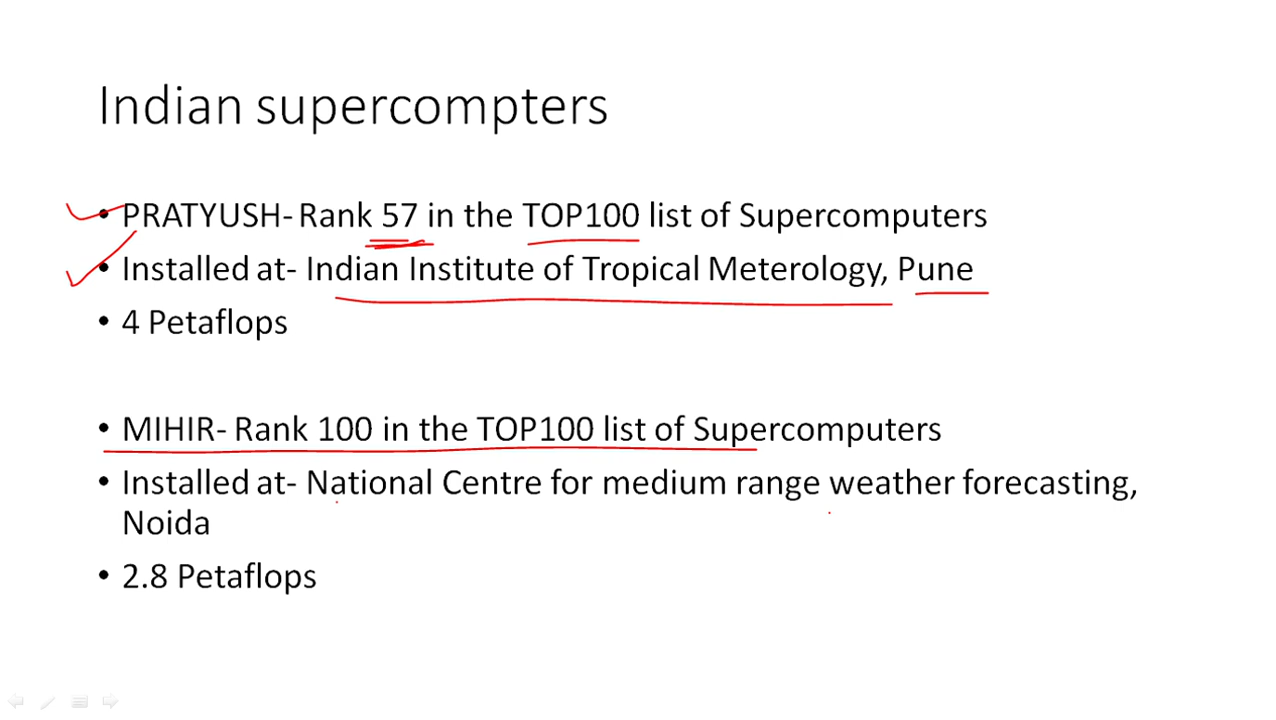 Indian supercompters
• PRATYUSH- Rank 57 in the TOP100 list of Supercomputers
• Installed at- Indian Institute of Tropical Meterology, Pune
• 4 Petaflops
• MIHIR- Rank 100 in the TOP100 list of Supercomputers
• Installed at- National Centre for medium range weather forecasting,
Noida
• 2.8 Petaflops